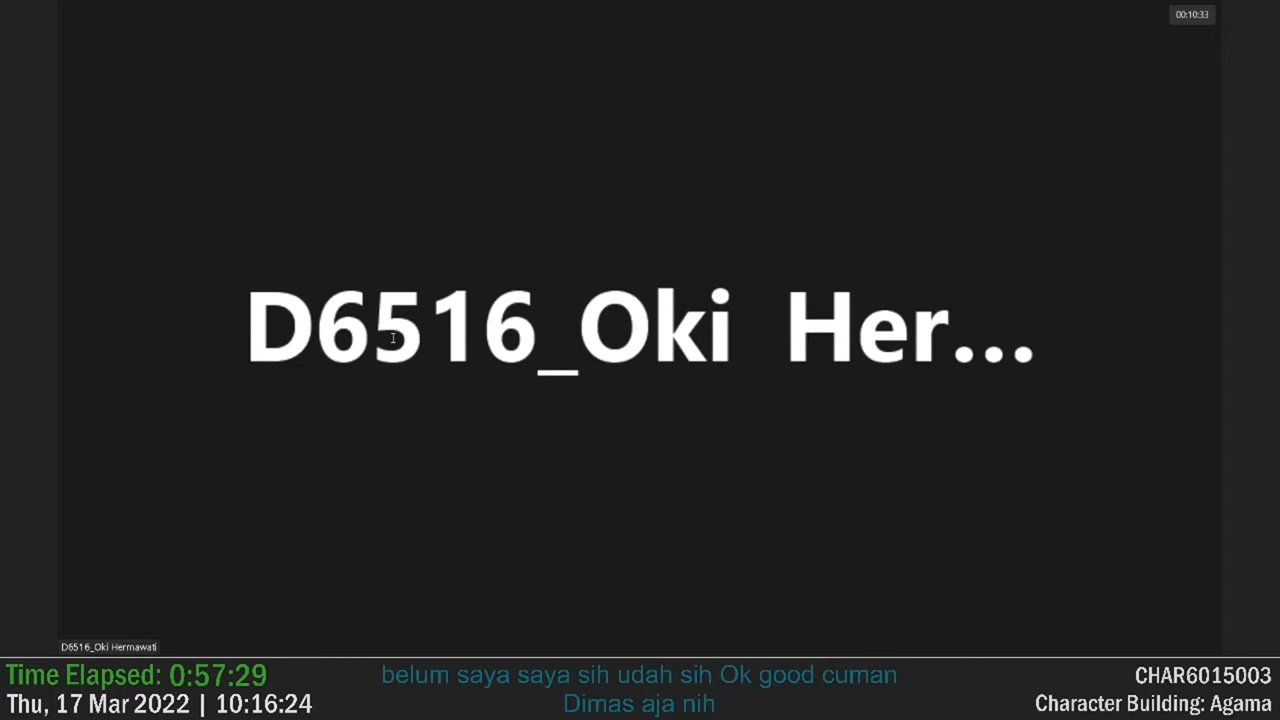 00:10:33
D6516_Oki Her...
D6516_Oki Hermawati
Time Elapsed: 0:57:29
Thu, 17 Mar 2022 | 10:16:24
belum saya saya sih udah sih Ok good cuman
Dimas aja nih
CHAR6015003
Character Building: Agama